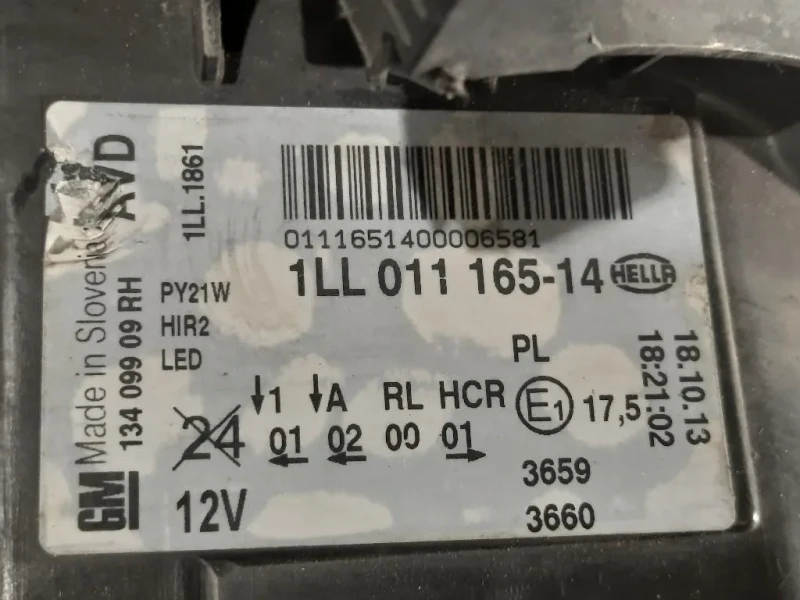 GM Made in Slovenia AVD
134 099 09 RH
1LL.1861
0111651400006581
1LL 011 165-14 HELLA
PY21W
HIR2
LED
PL
18.10.13
18:21:02
↓1 ↓A RL HCR E1 17,5
24 01 02 00 01
12V
3659
3660